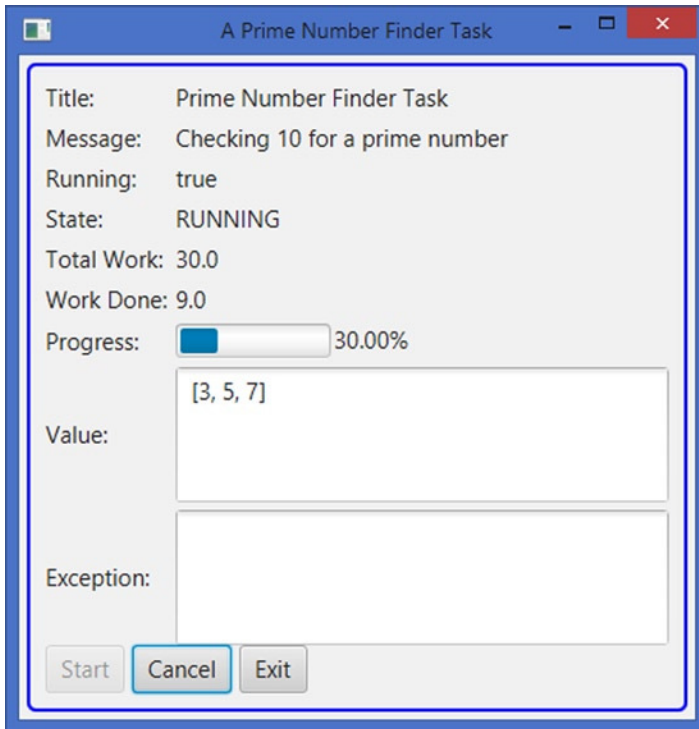 A Prime Number Finder Task
Title: Prime Number Finder Task
Message: Checking 10 for a prime number
Running: true
State: RUNNING
Total Work: 30.0
Work Done: 9.0
Progress: 30.00%
Value: [3, 5, 7]
Exception:
Start Cancel Exit